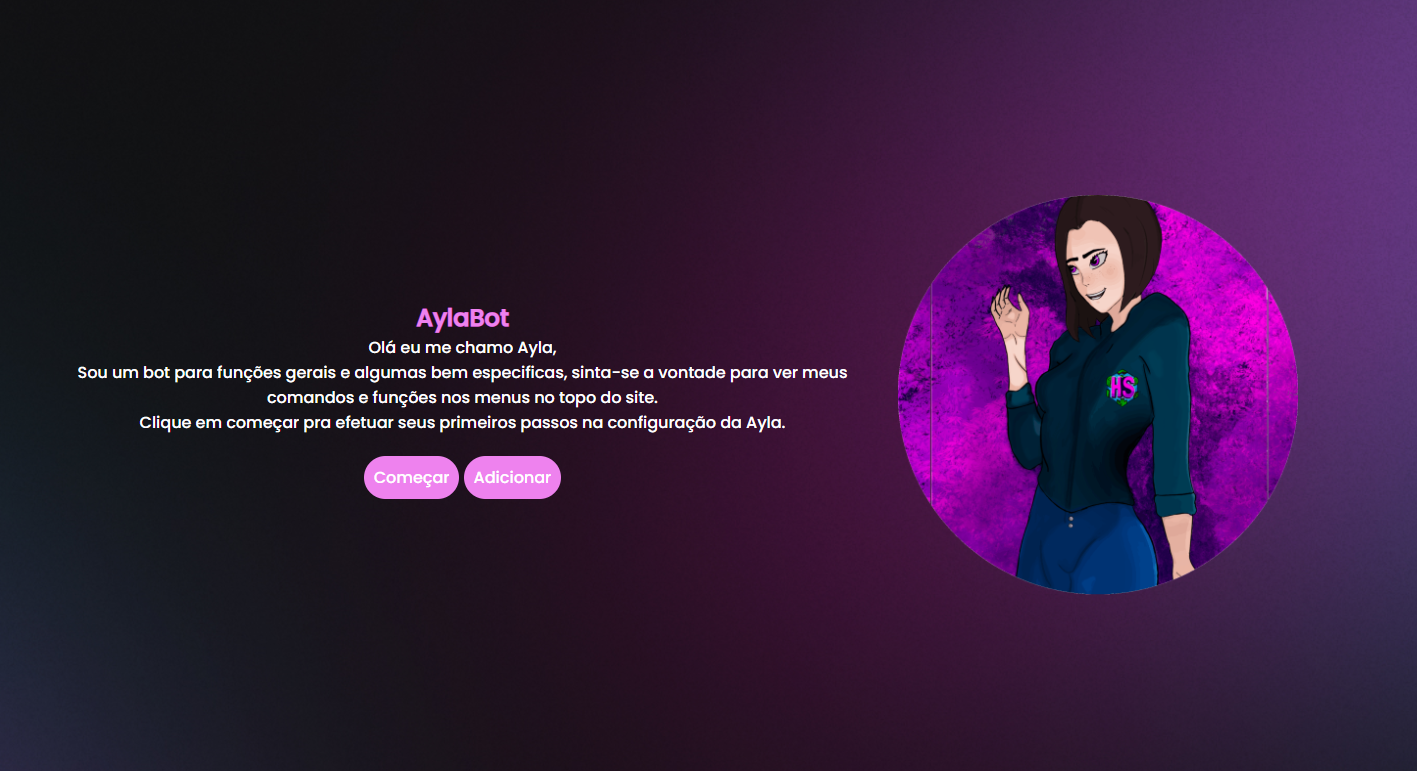 AylaBot
Olá eu me chamo Ayla,
Sou um bot para funções gerais e algumas bem especificas, sinta-se a vontade para ver meus
comandos e funções nos menus no topo do site.
Clique em começar pra efetuar seus primeiros passos na configuração da Ayla.
Começar Adicionar
HS